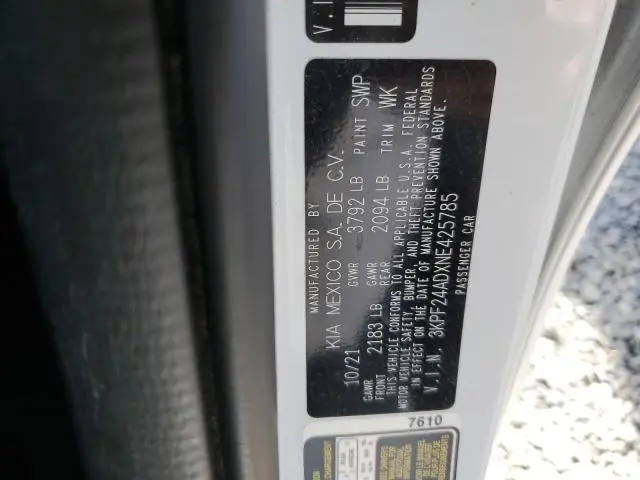 V.I
MANUFACTURED BY
KIA MEXICO S.A. DE C.V.
10/21 GVWR 3792 LB PAINT SWP
GAWR FRONT 2183 LB GAWR REAR 2094 LB TRIM WK
THIS VEHICLE CONFORMS TO ALL APPLICABLE U.S.A. FEDERAL
MOTOR VEHICLE SAFETY, BUMPER, AND THEFT PREVENTION STANDARDS
IN EFFECT ON THE DATE OF MANUFACTURE SHOWN ABOVE.
V.I.N. 3KPF24ADXNE425785
PASSENGER CAR
7610